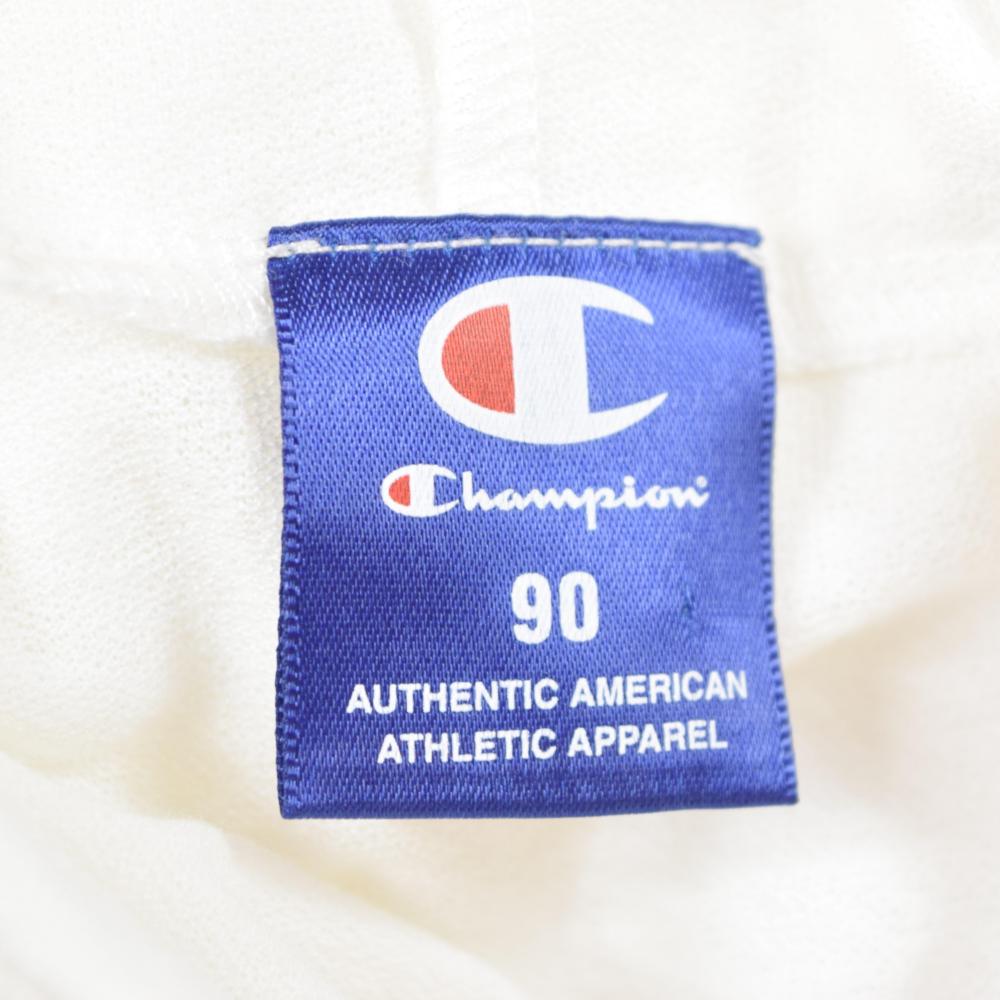 Champion
90
AUTHENTIC AMERICAN
ATHLETIC APPAREL